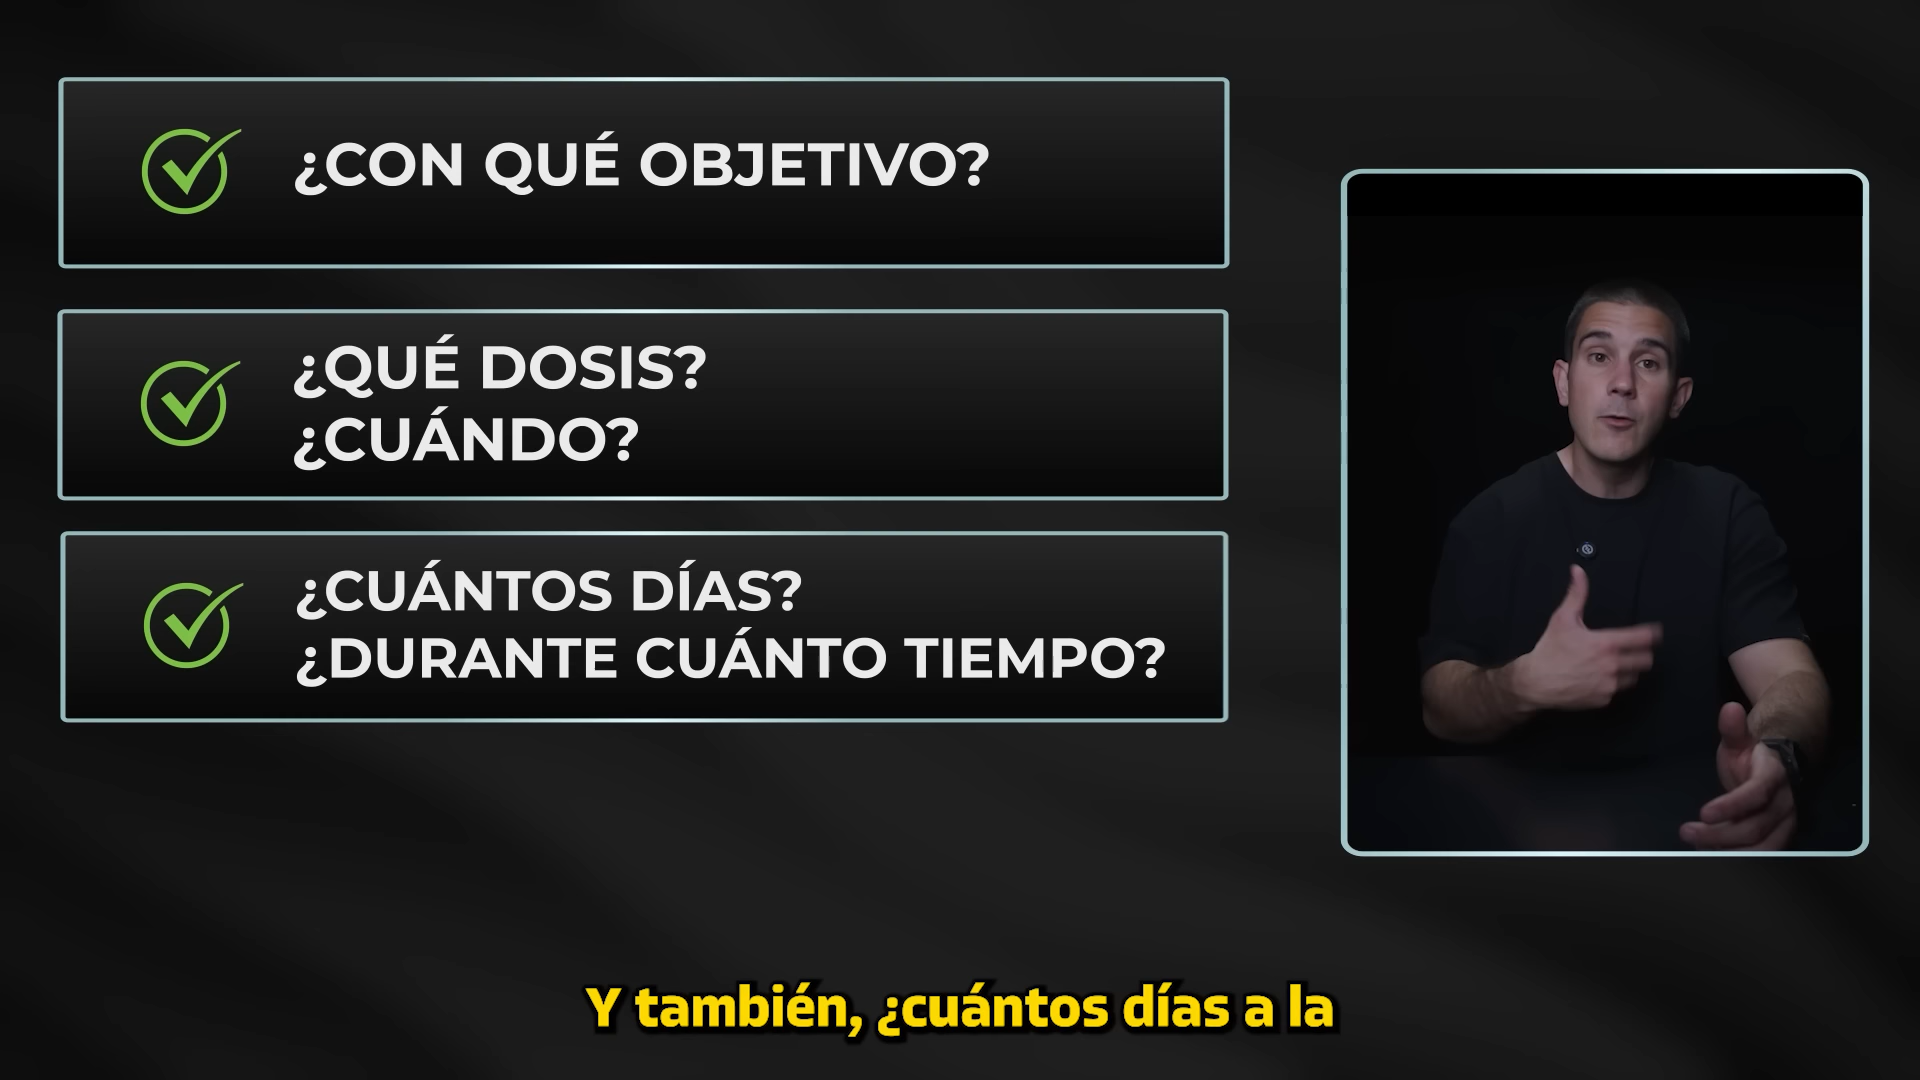 ¿CON QUÉ OBJETIVO?
¿QUÉ DOSIS?
¿CUÁNDO?
¿CUÁNTOS DÍAS?
¿DURANTE CUÁNTO TIEMPO?
Y también, ¿cuántos días a la